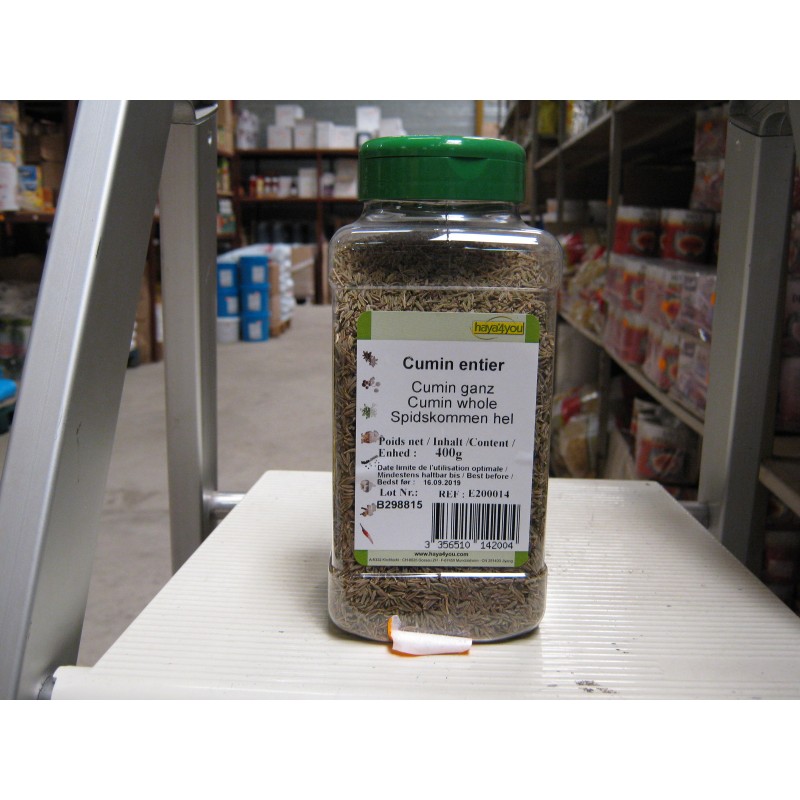 haya4you
Cumin entier
Cumin ganz
Cumin whole
Spidskommen hel
Poids net / Inhalt /Content /
Enhed : 400g
Date limite de l'utilisation optimale /
Mindestens haltbar bis / Best before /
Bedst før : 16.09.2019
Lot Nr.: REF : E200014
B298815
3 356510 142004
www.haya4you.com